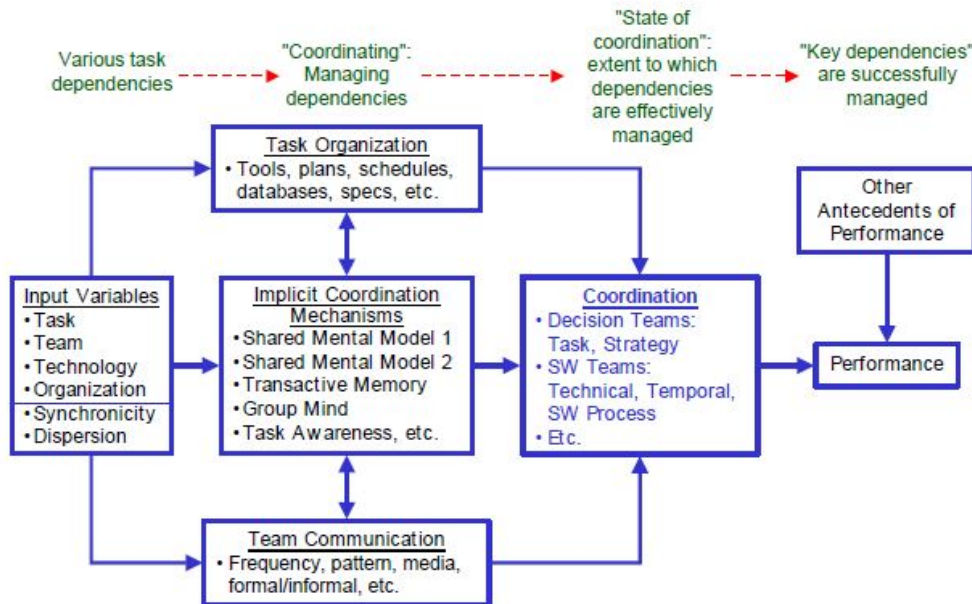 Various task
dependencies
"Coordinating":
Managing
dependencies
"State of
coordination":
extent to which
dependencies
are effectively
managed
"Key dependencies"
are successfully
managed
Task Organization
• Tools, plans, schedules,
databases, specs, etc.
Other
Antecedents of
Performance
Input Variables
• Task
• Team
• Technology
• Organization
• Synchronicity
• Dispersion
Implicit Coordination
Mechanisms
• Shared Mental Model 1
• Shared Mental Model 2
• Transactive Memory
• Group Mind
• Task Awareness, etc.
Coordination
• Decision Teams:
Task, Strategy
• SW Teams:
Technical, Temporal,
SW Process
• Etc.
Performance
Team Communication
• Frequency, pattern, media,
formal/informal, etc.